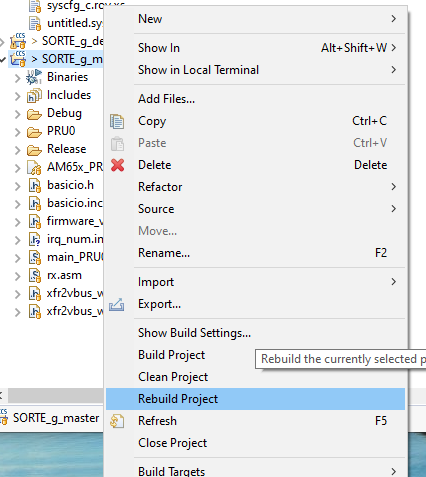 syscfg_c.rov.xs
untitled.sys
> SORTE_g_de
> SORTE_g_m
Binaries
Includes
Debug
PRU0
Release
AM65x_PR
basicio.h
basicio.inc
firmware_v
irq_num.in
main_PRU0
rx.asm
xfr2vbus_w
xfr2vbus_w
SORTE_g_master
New
Show In Alt+Shift+W
Show in Local Terminal
Add Files...
Copy Ctrl+C
Paste Ctrl+V
Delete Delete
Refactor
Source
Move...
Rename... F2
Import
Export...
Show Build Settings...
Build Project
Rebuild the currently selected p
Clean Project
Rebuild Project
Refresh F5
Close Project
Build Targets